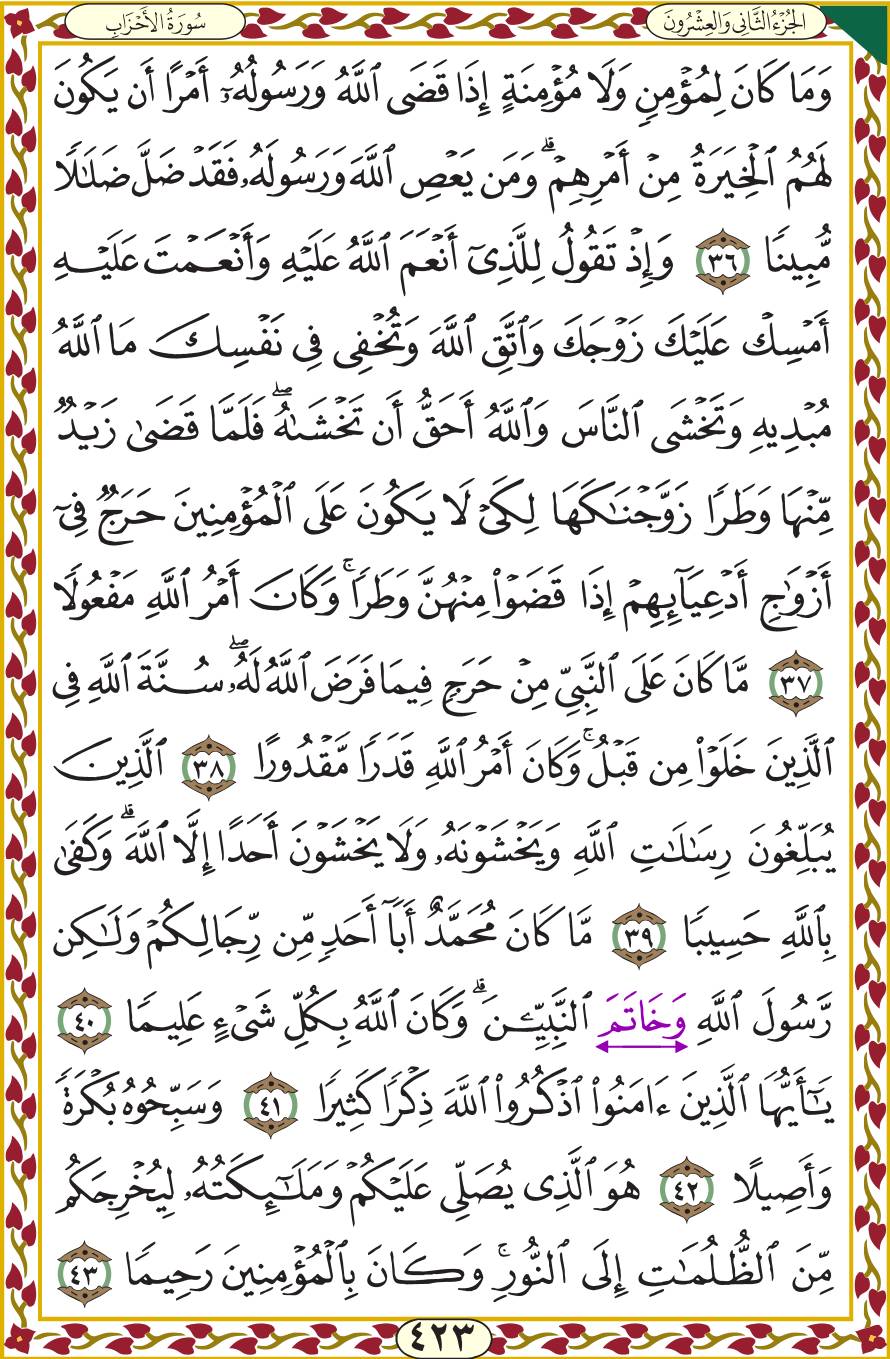 الجُزْءُ الثَّانِي وَالعِشْرُونَ
سُورَةُ الأَحْزَابِ
وَمَا كَانَ لِمُؤْمِنٍ وَلَا مُؤْمِنَةٍ إِذَا قَضَى ٱللَّهُ وَرَسُولُهُۥٓ أَمْرًا أَن يَكُونَ
لَهُمُ ٱلْخِيَرَةُ مِنْ أَمْرِهِمْ ۗ وَمَن يَعْصِ ٱللَّهَ وَرَسُولَهُۥ فَقَدْ ضَلَّ ضَلَٰلًا
مُّبِينًا ٣٦ وَإِذْ تَقُولُ لِلَّذِىٓ أَنْعَمَ ٱللَّهُ عَلَيْهِ وَأَنْعَمْتَ عَلَيْهِ
أَمْسِكْ عَلَيْكَ زَوْجَكَ وَٱتَّقِ ٱللَّهَ وَتُخْفِى فِى نَفْسِكَ مَا ٱللَّهُ
مُبْدِيهِ وَتَخْشَى ٱلنَّاسَ وَٱللَّهُ أَحَقُّ أَن تَخْشَىٰهُ ۖ فَلَمَّا قَضَىٰ زَيْدٌ
مِّنْهَا وَطَرًا زَوَّجْنَٰكَهَا لِكَىْ لَا يَكُونَ عَلَى ٱلْمُؤْمِنِينَ حَرَجٌ فِىٓ
أَزْوَٰجِ أَدْعِيَآئِهِمْ إِذَا قَضَوْا۟ مِنْهُنَّ وَطَرًا ۚ وَكَانَ أَمْرُ ٱللَّهِ مَفْعُولًا
٣٧ مَّا كَانَ عَلَى ٱلنَّبِىِّ مِنْ حَرَجٍ فِيمَا فَرَضَ ٱللَّهُ لَهُۥ ۖ سُنَّةَ ٱللَّهِ فِى
ٱلَّذِينَ خَلَوْا۟ مِن قَبْلُ ۚ وَكَانَ أَمْرُ ٱللَّهِ قَدَرًا مَّقْدُورًا ٣٨ ٱلَّذِينَ
يُبَلِّغُونَ رِسَٰلَٰتِ ٱللَّهِ وَيَخْشَوْنَهُۥ وَلَا يَخْشَوْنَ أَحَدًا إِلَّا ٱللَّهَ ۗ وَكَفَىٰ
بِٱللَّهِ حَسِيبًا ٣٩ مَّا كَانَ مُحَمَّدٌ أَبَآ أَحَدٍ مِّن رِّجَالِكُمْ وَلَٰكِن
رَّسُولَ ٱللَّهِ وَخَاتَمَ ٱلنَّبِيِّۦنَ ۗ وَكَانَ ٱللَّهُ بِكُلِّ شَىْءٍ عَلِيمًا ٤٠
يَٰٓأَيُّهَا ٱلَّذِينَ ءَامَنُوا۟ ٱذْكُرُوا۟ ٱللَّهَ ذِكْرًا كَثِيرًا ٤١ وَسَبِّحُوهُ بُكْرَةً
وَأَصِيلًا ٤٢ هُوَ ٱلَّذِى يُصَلِّى عَلَيْكُمْ وَمَلَٰٓئِكَتُهُۥ لِيُخْرِجَكُم
مِّنَ ٱلظُّلُمَٰتِ إِلَى ٱلنُّورِ ۚ وَكَانَ بِٱلْمُؤْمِنِينَ رَحِيمًا ٤٣
٤٢٣